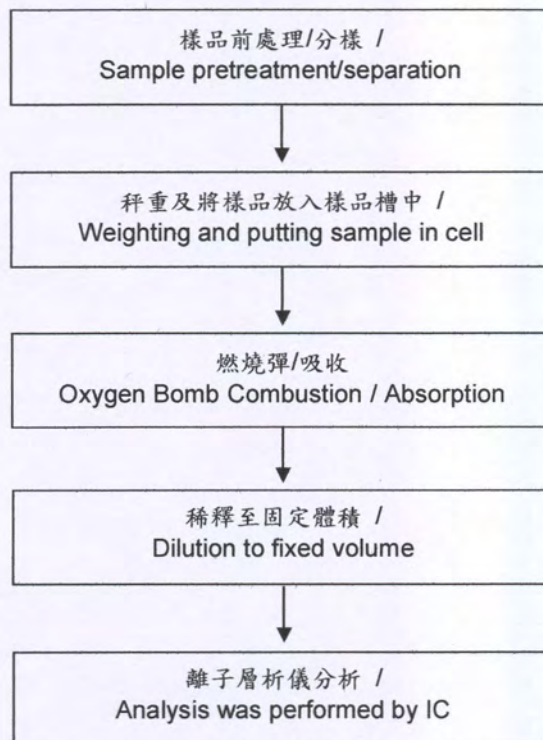 樣品前處理/分樣 /
Sample pretreatment/separation
秤重及將樣品放入樣品槽中 /
Weighting and putting sample in cell
燃燒彈/吸收
Oxygen Bomb Combustion / Absorption
稀釋至固定體積 /
Dilution to fixed volume
離子層析儀分析 /
Analysis was performed by IC